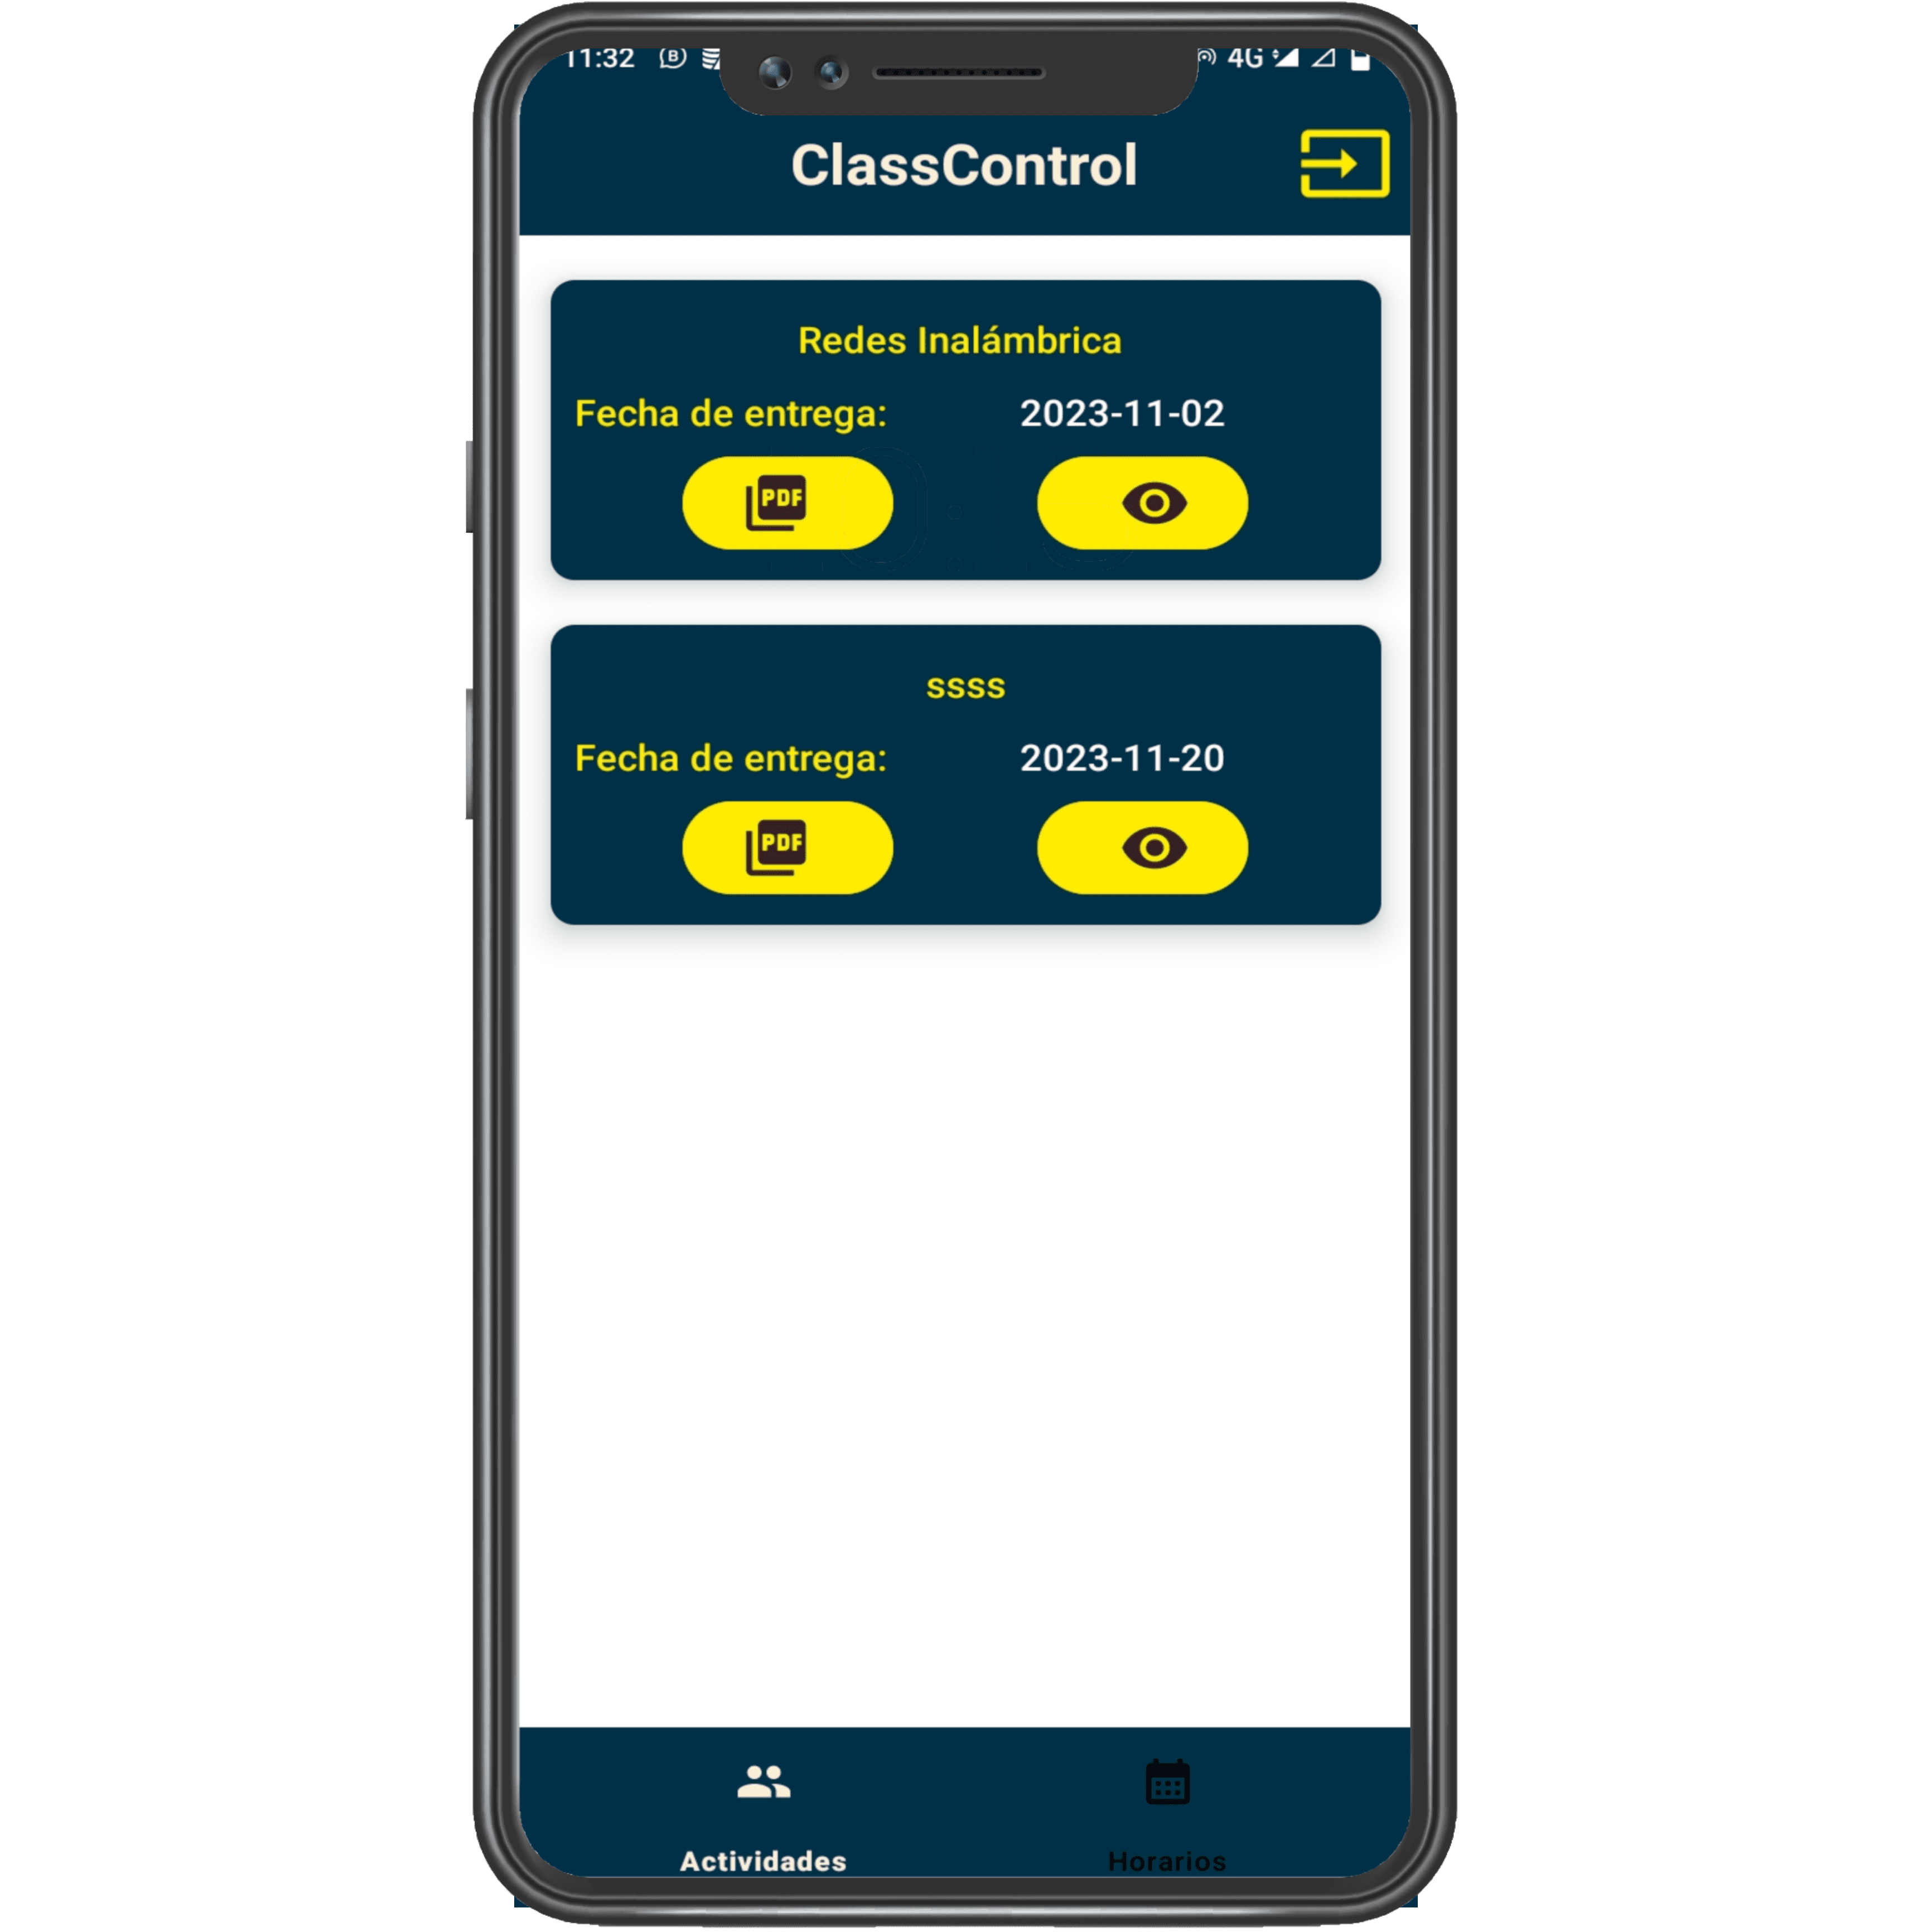 11:32 4G
ClassControl
Redes Inalámbrica
Fecha de entrega: 2023-11-02
PDF
ssss
Fecha de entrega: 2023-11-20
PDF
Actividades Horarios